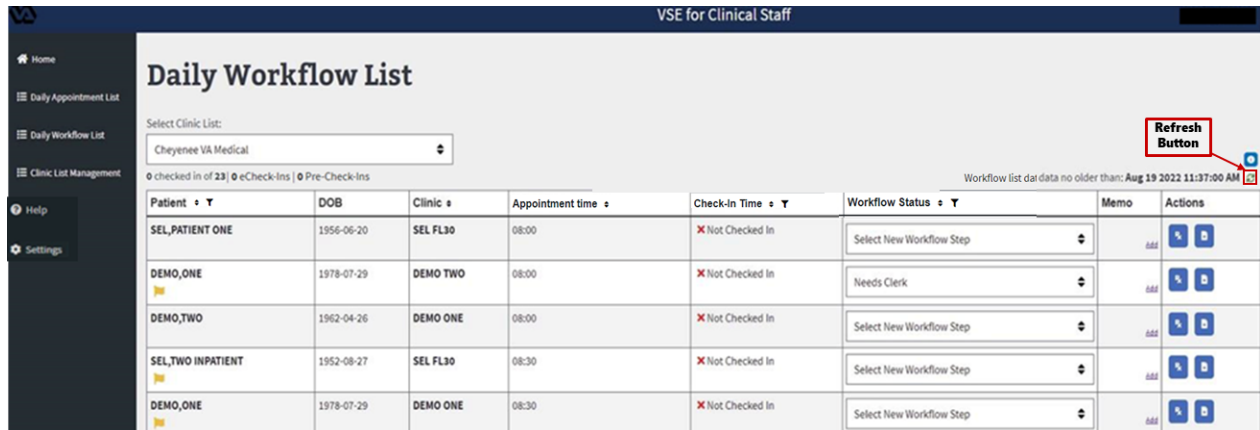 VA
VSE for Clinical Staff
Home
Daily Appointment List
Daily Workflow List
Clinic List Management
Help
Settings
Daily Workflow List
Select Clinic List:
Cheyenee VA Medical
0 checked in of 23| 0 eCheck-Ins | 0 Pre-Check-Ins
Refresh
Button
Workflow list dat data no older than: Aug 19 2022 11:37:00 AM
Patient DOB Clinic Appointment time Check-In Time Workflow Status Memo Actions
SEL,PATIENT ONE 1956-06-20 SEL FL30 08:00 Not Checked In Select New Workflow Step Add
DEMO,ONE 1978-07-29 DEMO TWO 08:00 Not Checked In Needs Clerk Add
DEMO,TWO 1962-04-26 DEMO ONE 08:00 Not Checked In Select New Workflow Step Add
SEL,TWO INPATIENT 1952-08-27 SEL FL30 08:30 Not Checked In Select New Workflow Step Add
DEMO,ONE 1978-07-29 DEMO ONE 08:30 Not Checked In Select New Workflow Step Add